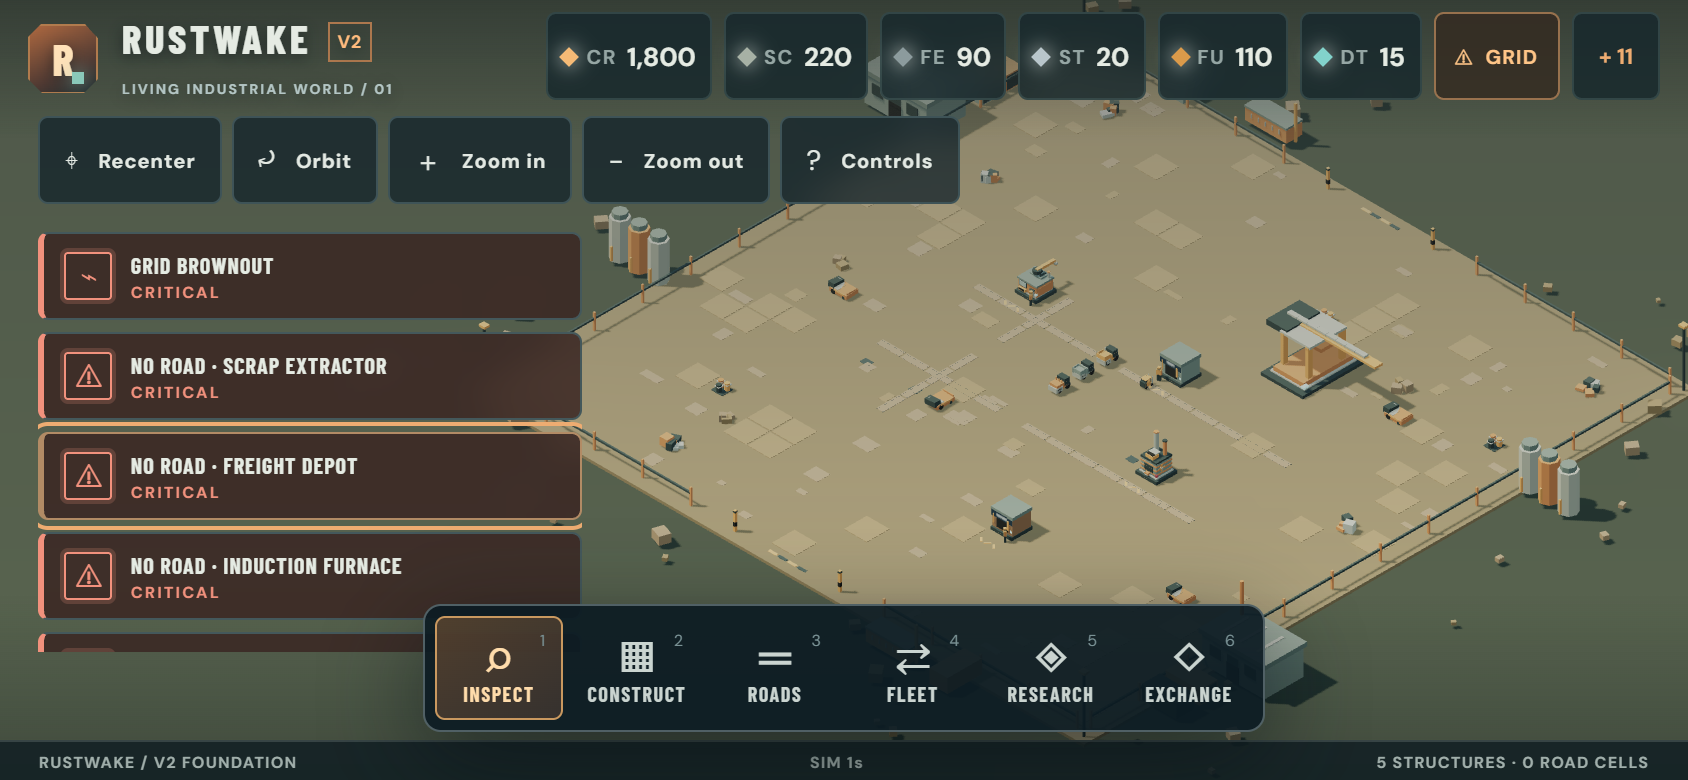 R
RUSTWAKE V2
LIVING INDUSTRIAL WORLD / 01
CR 1,800
SC 220
FE 90
ST 20
FU 110
DT 15
⚠ GRID
+ 11
Recenter
Orbit
+ Zoom in
− Zoom out
? Controls
GRID BROWNOUT
CRITICAL
NO ROAD · SCRAP EXTRACTOR
CRITICAL
NO ROAD · FREIGHT DEPOT
CRITICAL
NO ROAD · INDUCTION FURNACE
CRITICAL
1
INSPECT
2
CONSTRUCT
3
ROADS
4
FLEET
5
RESEARCH
6
EXCHANGE
RUSTWAKE / V2 FOUNDATION
SIM 1s
5 STRUCTURES · 0 ROAD CELLS